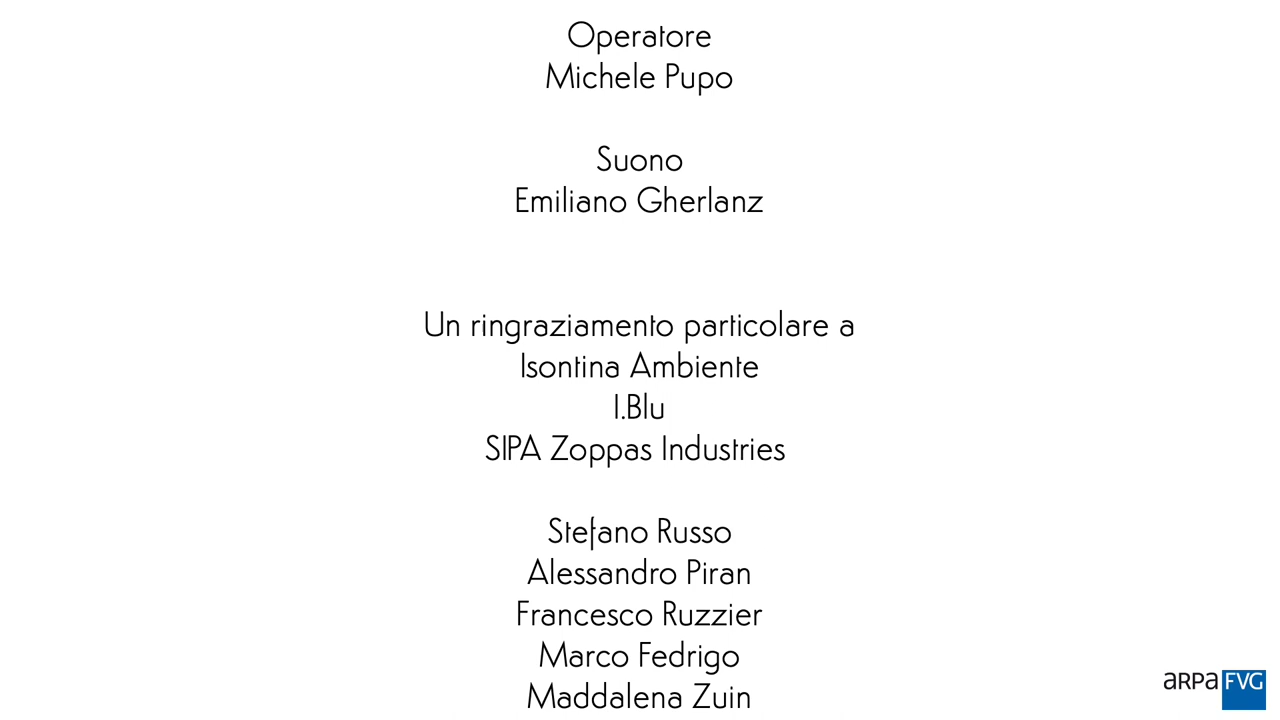 Operatore
Michele Pupo
Suono
Emiliano Gherlanz
Un ringraziamento particolare a
Isontina Ambiente
I.Blu
SIPA Zoppas Industries
Stefano Russo
Alessandro Piran
Francesco Ruzzier
Marco Fedrigo
Maddalena Zuin
arpa FVG